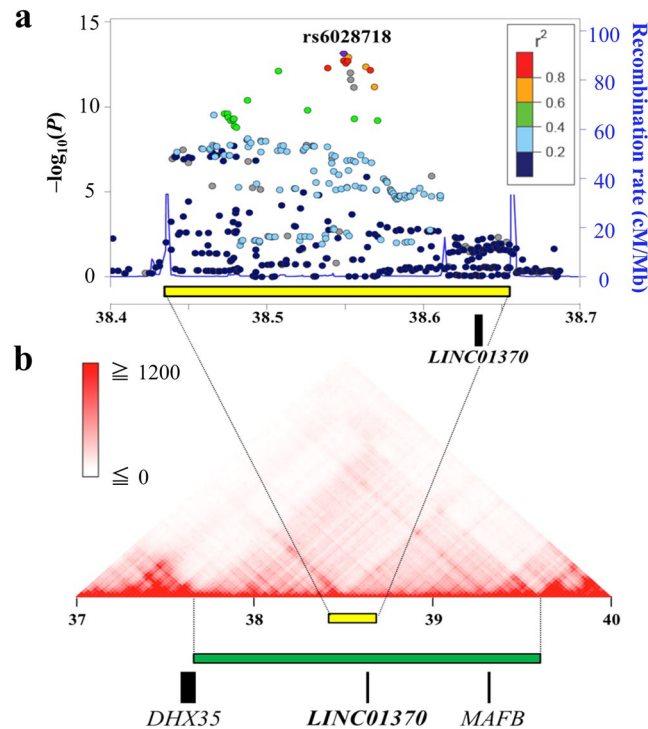 a
rs6028718
15
10
5
0
−log₁₀(P)
r²
0.8
0.6
0.4
0.2
100
80
60
40
20
0
Recombination rate (cM/Mb)
38.4
38.5
38.6
38.7
LINC01370
b
≧ 1200
≦ 0
37
38
39
40
DHX35
LINC01370
MAFB